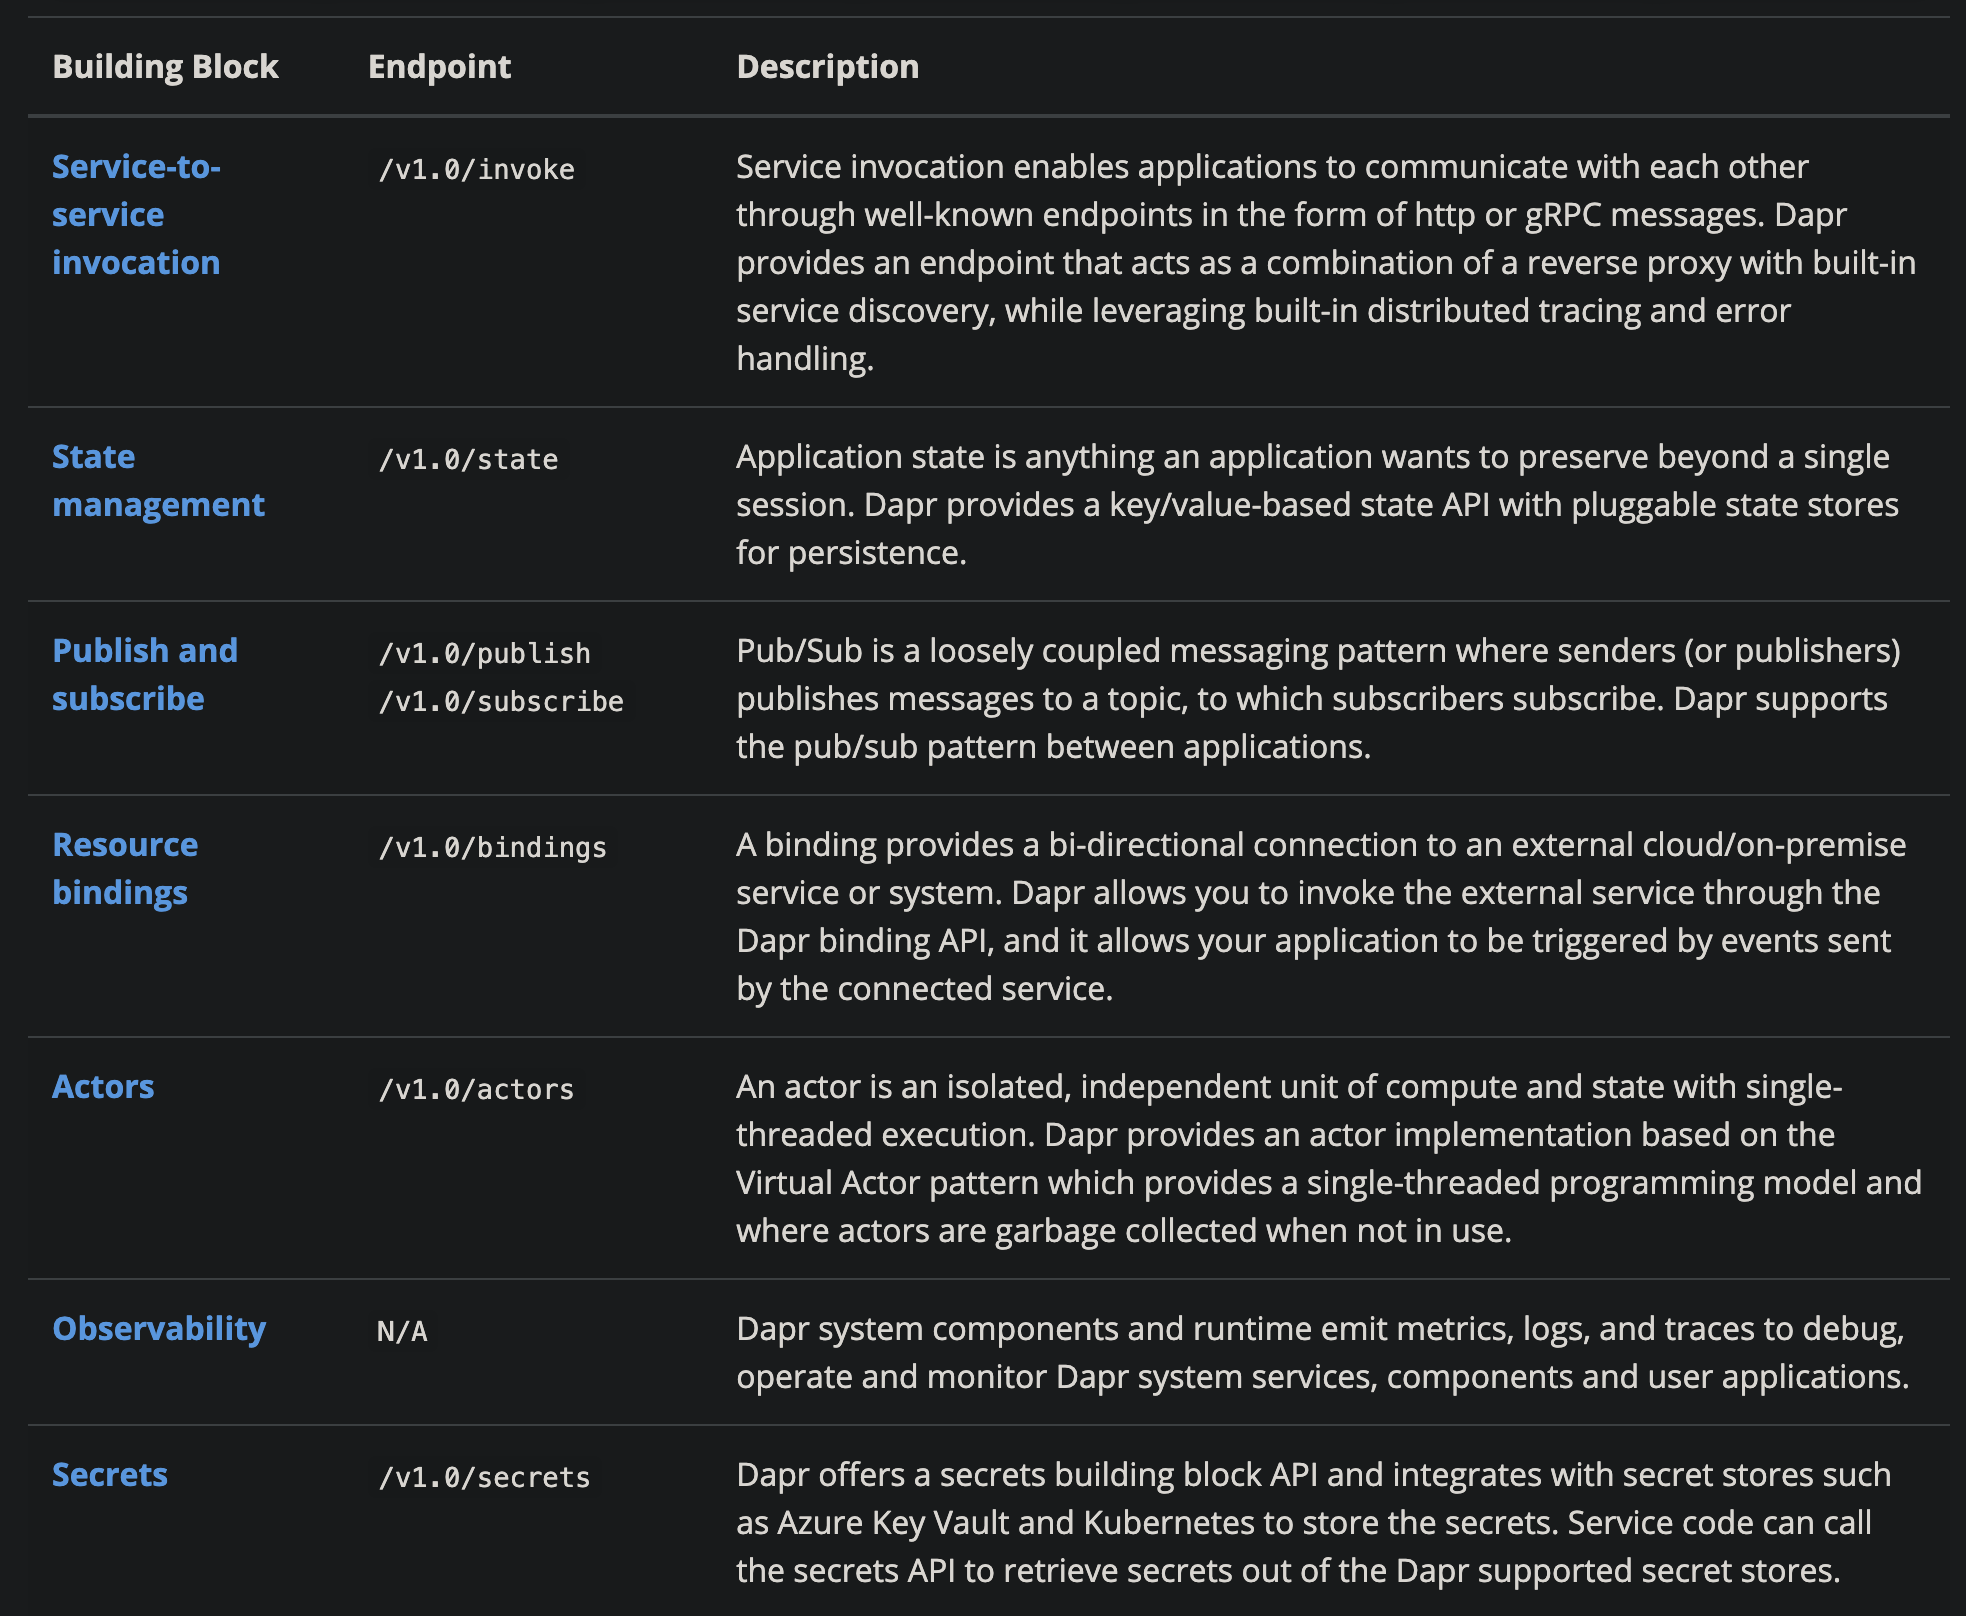 Building Block Endpoint Description
Service-to- /v1.0/invoke Service invocation enables applications to communicate with each other
service through well-known endpoints in the form of http or gRPC messages. Dapr
invocation provides an endpoint that acts as a combination of a reverse proxy with built-in
service discovery, while leveraging built-in distributed tracing and error
handling.
State /v1.0/state Application state is anything an application wants to preserve beyond a single
management session. Dapr provides a key/value-based state API with pluggable state stores
for persistence.
Publish and /v1.0/publish Pub/Sub is a loosely coupled messaging pattern where senders (or publishers)
subscribe /v1.0/subscribe publishes messages to a topic, to which subscribers subscribe. Dapr supports
the pub/sub pattern between applications.
Resource /v1.0/bindings A binding provides a bi-directional connection to an external cloud/on-premise
bindings service or system. Dapr allows you to invoke the external service through the
Dapr binding API, and it allows your application to be triggered by events sent
by the connected service.
Actors /v1.0/actors An actor is an isolated, independent unit of compute and state with single-
threaded execution. Dapr provides an actor implementation based on the
Virtual Actor pattern which provides a single-threaded programming model and
where actors are garbage collected when not in use.
Observability N/A Dapr system components and runtime emit metrics, logs, and traces to debug,
operate and monitor Dapr system services, components and user applications.
Secrets /v1.0/secrets Dapr offers a secrets building block API and integrates with secret stores such
as Azure Key Vault and Kubernetes to store the secrets. Service code can call
the secrets API to retrieve secrets out of the Dapr supported secret stores.